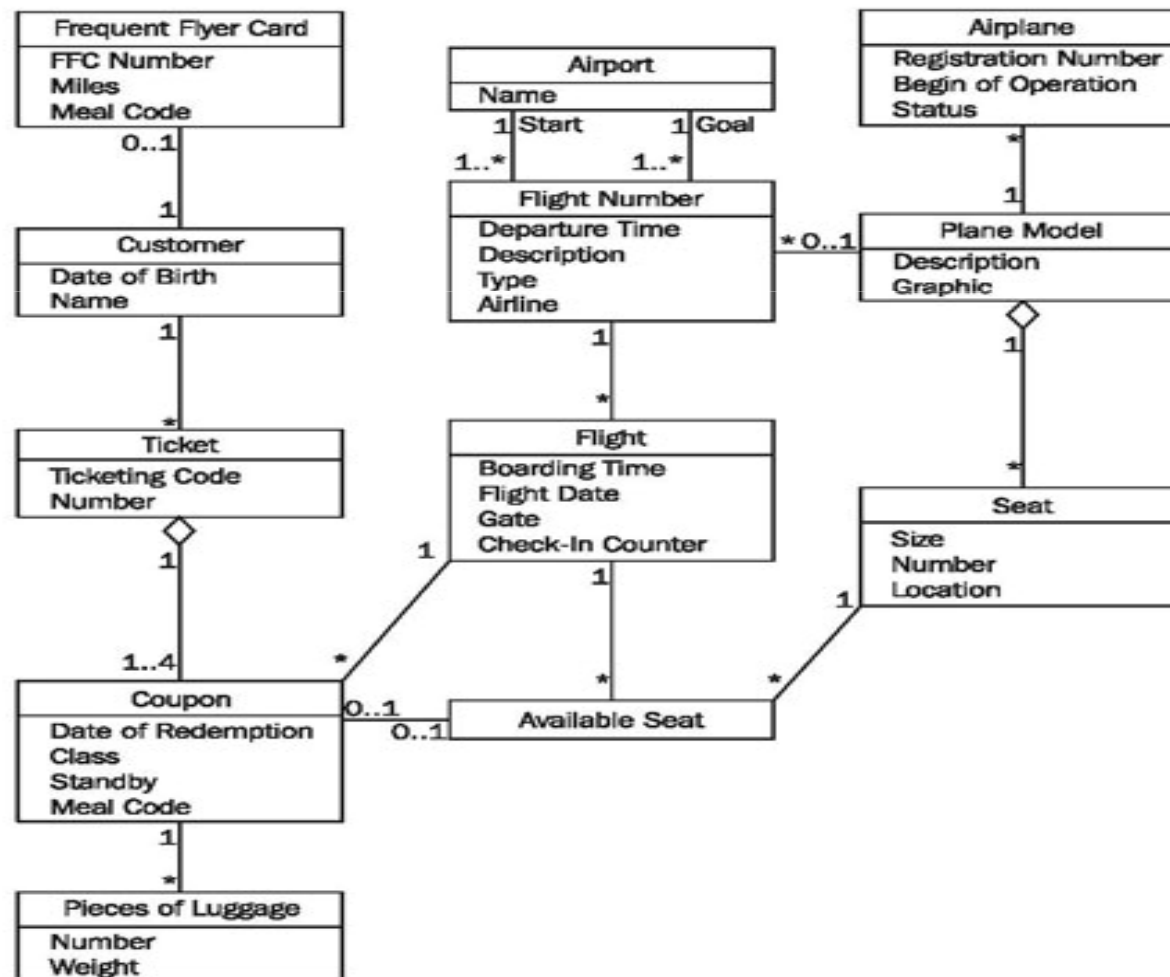 Frequent Flyer Card
FFC Number
Miles
Meal Code
0..1
1
Customer
Date of Birth
Name
1
*
Ticket
Ticketing Code
Number
1
1..4
Coupon
Date of Redemption
Class
Standby
Meal Code
1
*
Pieces of Luggage
Number
Weight
Airport
Name
1 Start
1 Goal
1..*
1..*
Flight Number
Departure Time
Description
Type
Airline
* 0..1
1
*
Flight
Boarding Time
Flight Date
Gate
Check-In Counter
1
*
1
*
0..1
0..1
Available Seat
Airplane
Registration Number
Begin of Operation
Status
*
1
Plane Model
Description
Graphic
1
*
Seat
Size
Number
Location
1
*